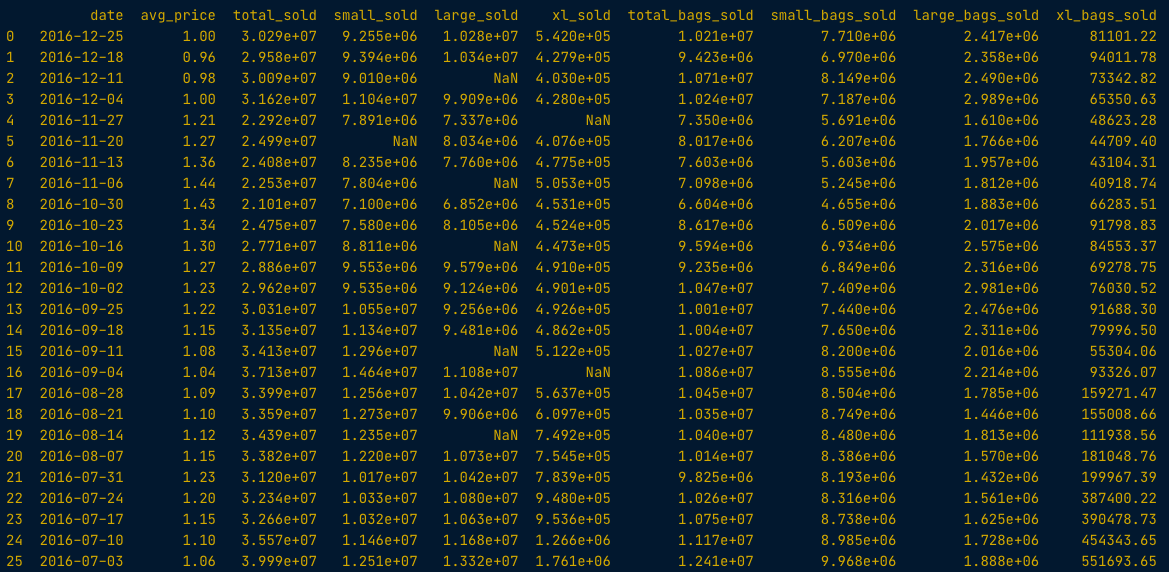 date avg_price total_sold small_sold large_sold xl_sold total_bags_sold small_bags_sold large_bags_sold xl_bags_sold
0 2016-12-25 1.00 3.029e+07 9.255e+06 1.028e+07 5.420e+05 1.021e+07 7.710e+06 2.417e+06 81101.22
1 2016-12-18 0.96 2.958e+07 9.394e+06 1.034e+07 4.279e+05 9.423e+06 6.970e+06 2.358e+06 94011.78
2 2016-12-11 0.98 3.009e+07 9.010e+06 NaN 4.030e+05 1.071e+07 8.149e+06 2.490e+06 73342.82
3 2016-12-04 1.00 3.162e+07 1.104e+07 9.909e+06 4.280e+05 1.024e+07 7.187e+06 2.989e+06 65350.63
4 2016-11-27 1.21 2.292e+07 7.891e+06 7.337e+06 NaN 7.350e+06 5.691e+06 1.610e+06 48623.28
5 2016-11-20 1.27 2.499e+07 NaN 8.034e+06 4.076e+05 8.017e+06 6.207e+06 1.766e+06 44709.40
6 2016-11-13 1.36 2.408e+07 8.235e+06 7.760e+06 4.775e+05 7.603e+06 5.603e+06 1.957e+06 43104.31
7 2016-11-06 1.44 2.253e+07 7.804e+06 NaN 5.053e+05 7.098e+06 5.245e+06 1.812e+06 40918.74
8 2016-10-30 1.43 2.101e+07 7.100e+06 6.852e+06 4.531e+05 6.604e+06 4.655e+06 1.883e+06 66283.51
9 2016-10-23 1.34 2.475e+07 7.580e+06 8.105e+06 4.524e+05 8.617e+06 6.509e+06 2.017e+06 91798.83
10 2016-10-16 1.30 2.771e+07 8.811e+06 NaN 4.473e+05 9.594e+06 6.934e+06 2.575e+06 84553.37
11 2016-10-09 1.27 2.886e+07 9.553e+06 9.579e+06 4.910e+05 9.235e+06 6.849e+06 2.316e+06 69278.75
12 2016-10-02 1.23 2.962e+07 9.535e+06 9.124e+06 4.901e+05 1.047e+07 7.409e+06 2.981e+06 76030.52
13 2016-09-25 1.22 3.031e+07 1.055e+07 9.256e+06 4.926e+05 1.001e+07 7.440e+06 2.476e+06 91688.30
14 2016-09-18 1.15 3.135e+07 1.134e+07 9.481e+06 4.862e+05 1.004e+07 7.650e+06 2.311e+06 79996.50
15 2016-09-11 1.08 3.413e+07 1.296e+07 NaN 5.122e+05 1.027e+07 8.200e+06 2.016e+06 55304.06
16 2016-09-04 1.04 3.713e+07 1.464e+07 1.108e+07 NaN 1.086e+07 8.555e+06 2.214e+06 93326.07
17 2016-08-28 1.09 3.399e+07 1.256e+07 1.042e+07 5.637e+05 1.045e+07 8.504e+06 1.785e+06 159271.47
18 2016-08-21 1.10 3.359e+07 1.273e+07 9.906e+06 6.097e+05 1.035e+07 8.749e+06 1.446e+06 155008.66
19 2016-08-14 1.12 3.439e+07 1.235e+07 NaN 7.492e+05 1.040e+07 8.480e+06 1.813e+06 111938.56
20 2016-08-07 1.15 3.382e+07 1.220e+07 1.073e+07 7.545e+05 1.014e+07 8.386e+06 1.570e+06 181048.76
21 2016-07-31 1.23 3.120e+07 1.017e+07 1.042e+07 7.839e+05 9.825e+06 8.193e+06 1.432e+06 199967.39
22 2016-07-24 1.20 3.234e+07 1.033e+07 1.080e+07 9.480e+05 1.026e+07 8.316e+06 1.561e+06 387400.22
23 2016-07-17 1.15 3.266e+07 1.032e+07 1.063e+07 9.536e+05 1.075e+07 8.738e+06 1.625e+06 390478.73
24 2016-07-10 1.10 3.557e+07 1.146e+07 1.168e+07 1.266e+06 1.117e+07 8.985e+06 1.728e+06 454343.65
25 2016-07-03 1.06 3.999e+07 1.251e+07 1.332e+07 1.761e+06 1.241e+07 9.968e+06 1.888e+06 551693.65